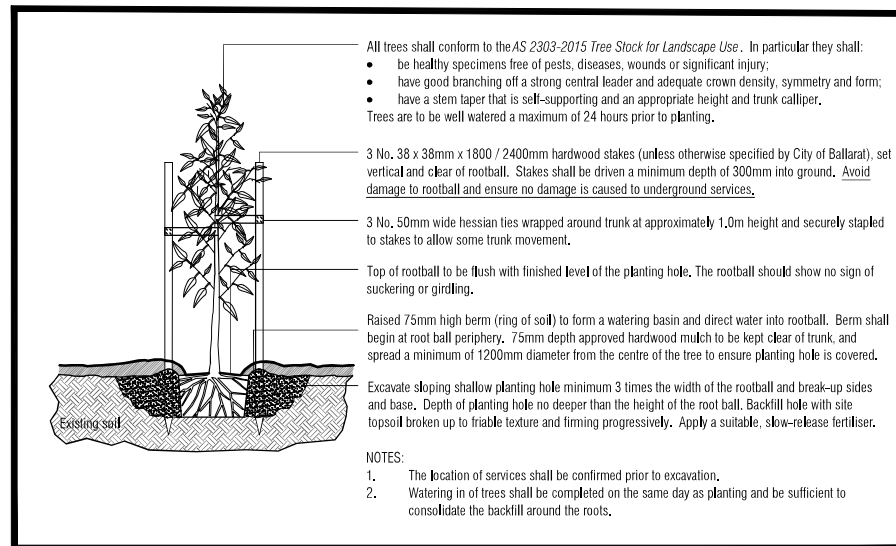 All trees shall conform to the AS 2303-2015 Tree Stock for Landscape Use. In particular they shall:
• be healthy specimens free of pests, diseases, wounds or significant injury;
• have good branching off a strong central leader and adequate crown density, symmetry and form;
• have a stem taper that is self-supporting and an appropriate height and trunk calliper.
Trees are to be well watered a maximum of 24 hours prior to planting.
3 No. 38 x 38mm x 1800 / 2400mm hardwood stakes (unless otherwise specified by City of Ballarat), set
vertical and clear of rootball. Stakes shall be driven a minimum depth of 300mm into ground. Avoid
damage to rootball and ensure no damage is caused to underground services.
3 No. 50mm wide hessian ties wrapped around trunk at approximately 1.0m height and securely stapled
to stakes to allow some trunk movement.
Top of rootball to be flush with finished level of the planting hole. The rootball should show no sign of
suckering or girdling.
Raised 75mm high berm (ring of soil) to form a watering basin and direct water into rootball. Berm shall
begin at root ball periphery. 75mm depth approved hardwood mulch to be kept clear of trunk, and
spread a minimum of 1200mm diameter from the centre of the tree to ensure planting hole is covered.
Excavate sloping shallow planting hole minimum 3 times the width of the rootball and break-up sides
and base. Depth of planting hole no deeper than the height of the root ball. Backfill hole with site
topsoil broken up to friable texture and firming progressively. Apply a suitable, slow-release fertiliser.
Existing soil
NOTES:
1. The location of services shall be confirmed prior to excavation.
2. Watering in of trees shall be completed on the same day as planting and be sufficient to
consolidate the backfill around the roots.